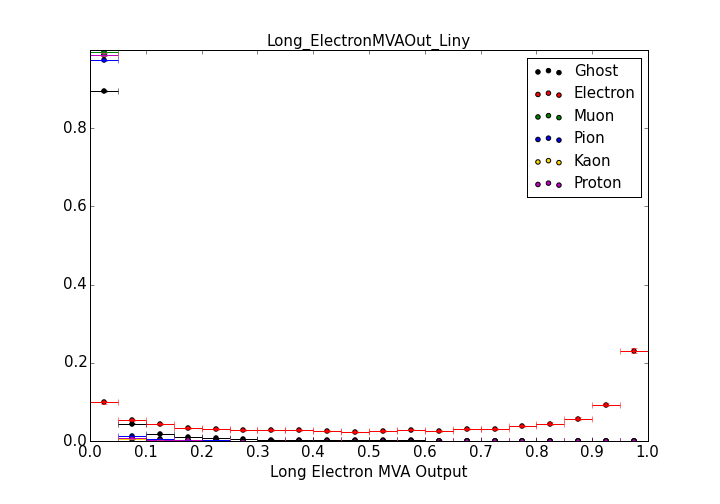 Long_ElectronMVAOut_Liny
Ghost
Electron
Muon
Pion
Kaon
Proton
0.8
0.6
0.4
0.2
0.0
0.0 0.1 0.2 0.3 0.4 0.5 0.6 0.7 0.8 0.9 1.0
Long Electron MVA Output